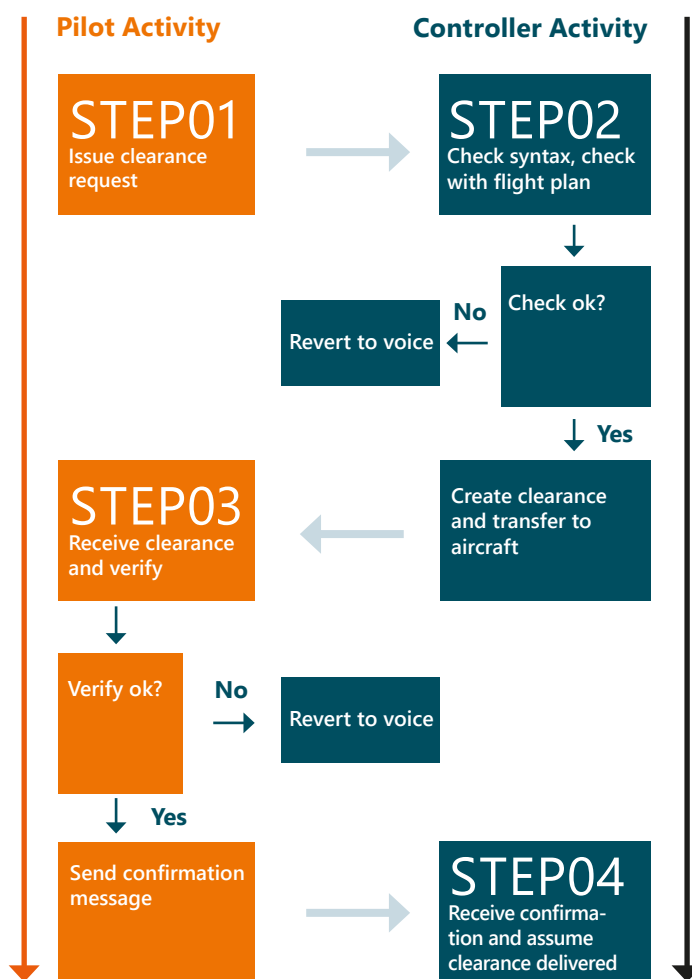 Pilot Activity
Controller Activity
STEP01
Issue clearance
request
STEP02
Check syntax, check
with flight plan
Check ok?
No
Revert to voice
Yes
Create clearance
and transfer to
aircraft
STEP03
Receive clearance
and verify
Verify ok?
No
Revert to voice
Yes
Send confirmation
message
STEP04
Receive confirma-
tion and assume
clearance delivered